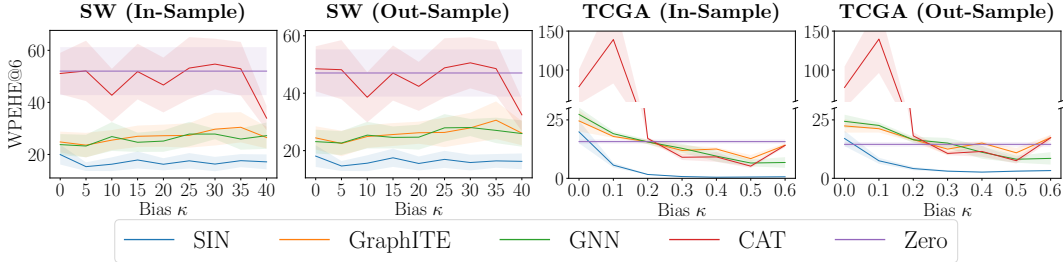 SW (In-Sample) SW (Out-Sample) TCGA (In-Sample) TCGA (Out-Sample)
WPEHE@6
60
40
20
60
40
20
150
100
25
0
150
100
25
0
0 5 10 15 20 25 30 35 40 0 5 10 15 20 25 30 35 40 0.0 0.1 0.2 0.3 0.4 0.5 0.6 0.0 0.1 0.2 0.3 0.4 0.5 0.6
Bias κ Bias κ Bias κ Bias κ
SIN GraphITE GNN CAT Zero